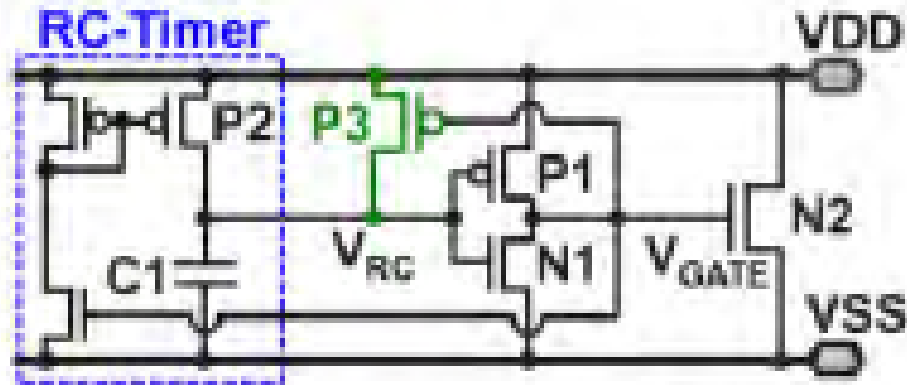 RC-Timer
VDD
P2
P3
P1
N2
C1
VRC
N1
VGATE
VSS